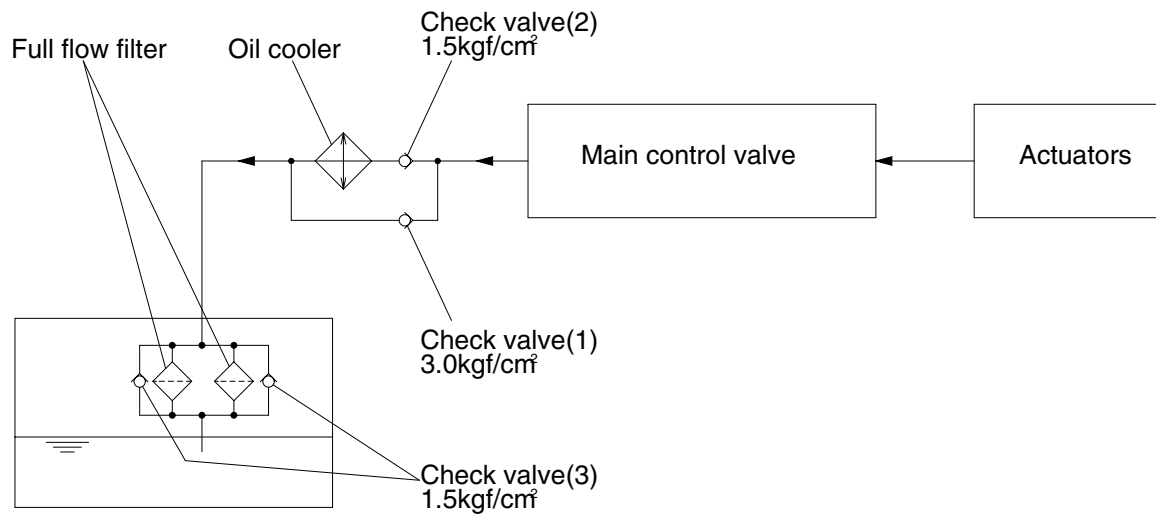 Check valve(2)
1.5kgf/cm²
Full flow filter
Oil cooler
Main control valve
Actuators
Check valve(1)
3.0kgf/cm²
Check valve(3)
1.5kgf/cm²